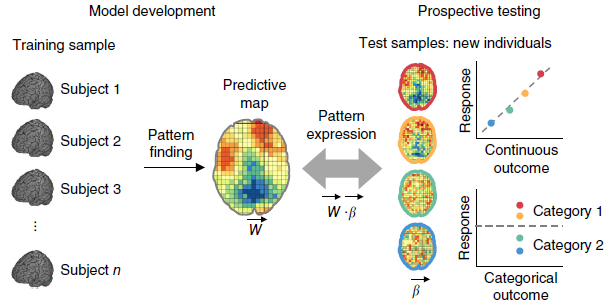 Model development
Prospective testing
Training sample
Subject 1
Subject 2
Subject 3
⋮
Subject n
Pattern
finding
Predictive
map
W
Pattern
expression
W · β
Test samples: new individuals
β
Response
Continuous
outcome
Response
Category 1
Category 2
Categorical
outcome